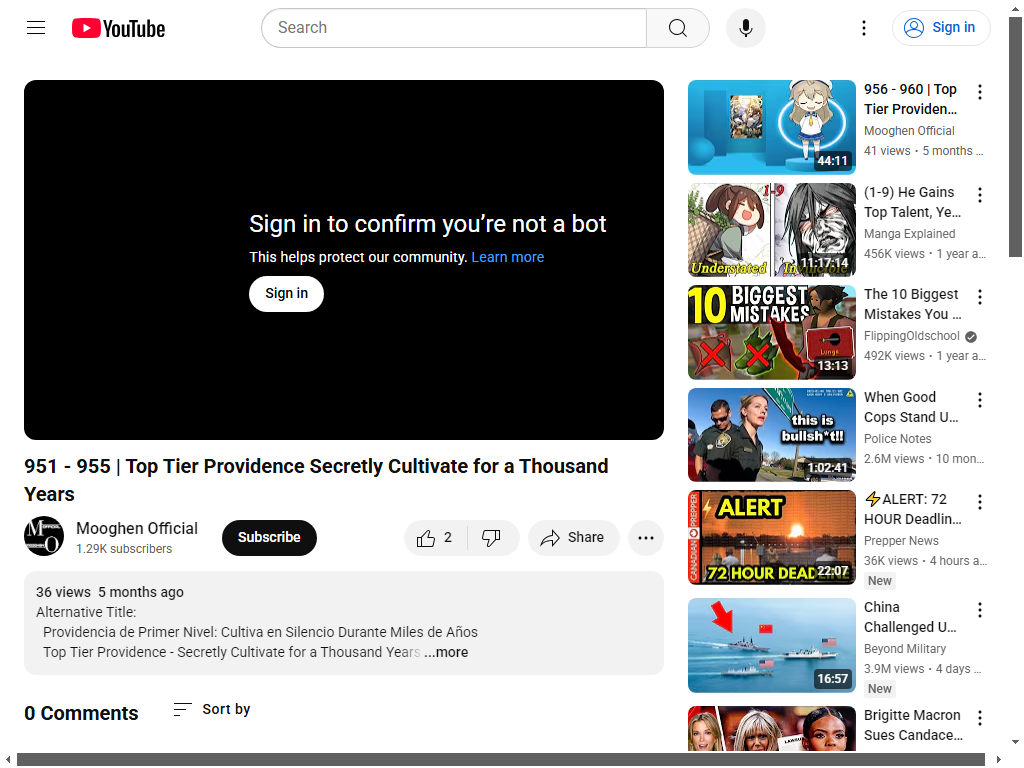 YouTube
Search
Sign in
Sign in to confirm you’re not a bot
This helps protect our community. Learn more
Sign in
951 - 955 | Top Tier Providence Secretly Cultivate for a Thousand
Years
Mooghen Official
1.29K subscribers
Subscribe
2
Share
36 views 5 months ago
Alternative Title:
Providencia de Primer Nivel: Cultiva en Silencio Durante Miles de Años
Top Tier Providence - Secretly Cultivate for a Thousand Years ...more
0 Comments
Sort by
44:11
956 - 960 | Top
Tier Providen...
Mooghen Official
41 views • 5 months ...
1-9
Understated
11:17:14
(1-9) He Gains
Top Talent, Ye...
Manga Explained
456K views • 1 year a...
10 BIGGEST
MISTAKES
Lunge
13:13
The 10 Biggest
Mistakes You ...
FlippingOldschool
492K views • 1 year a...
this is
bullsh*t!!
1:02:41
When Good
Cops Stand U...
Police Notes
2.6M views • 10 mon...
CANADIAN PREPPER
ALERT
72 HOUR DEADLINE
22:07
⚡ALERT: 72
HOUR Deadlin...
Prepper News
36K views • 4 hours a...
New
16:57
China
Challenged U...
Beyond Military
3.9M views • 4 days ...
New
Brigitte Macron
Sues Candace...